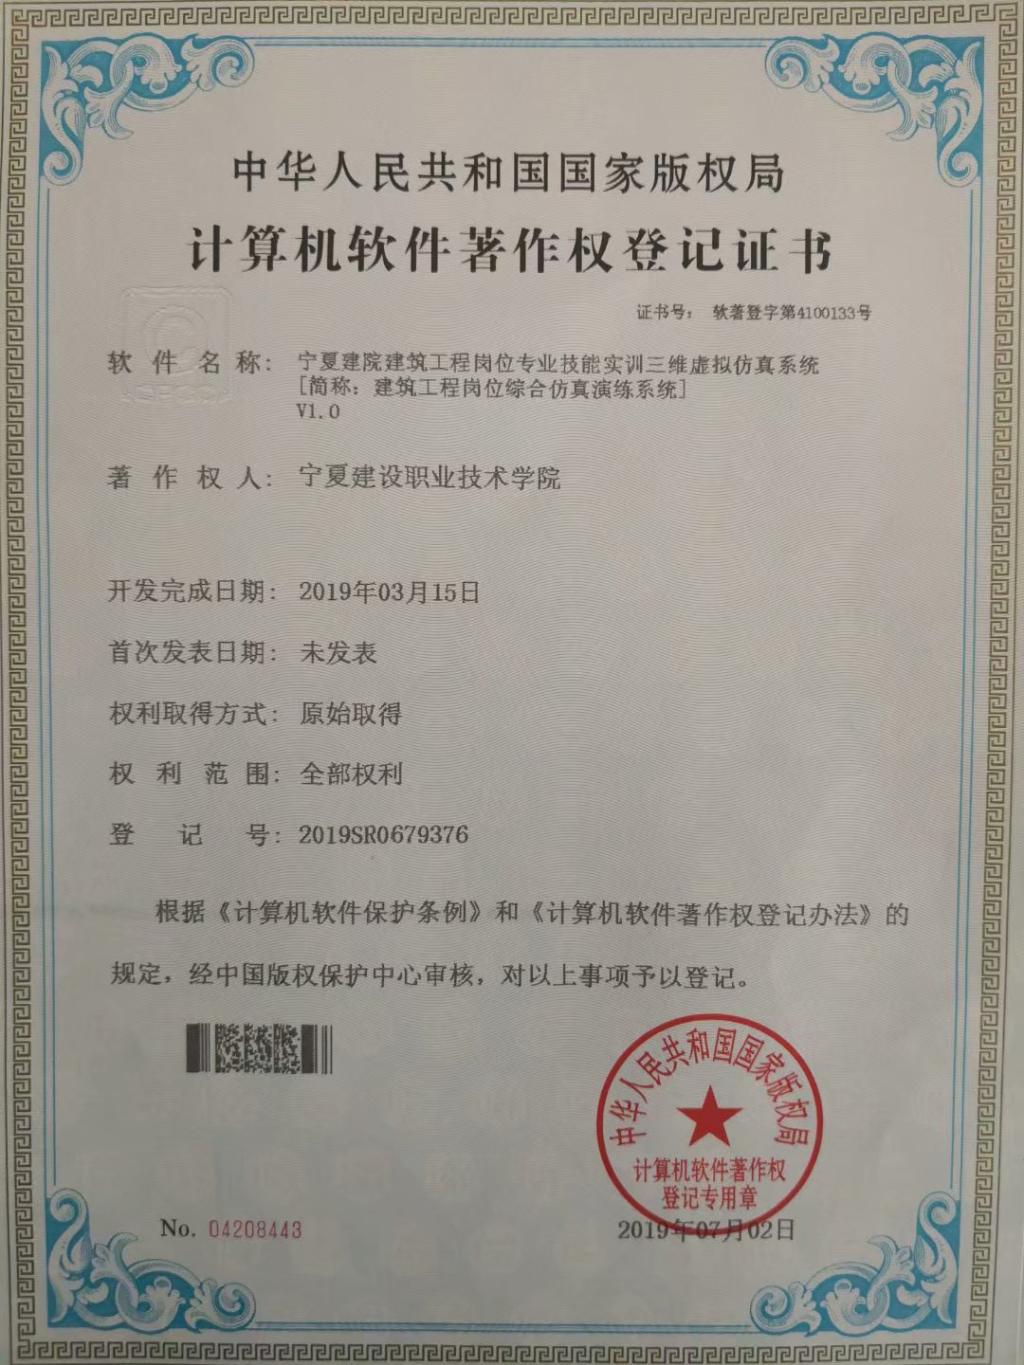 中华人民共和国国家版权局
计算机软件著作权登记证书
证书号： 软著登字第4100133号
软件名称： 宁夏建院建筑工程岗位专业技能实训三维虚拟仿真系统
[简称：建筑工程岗位综合仿真演练系统]
V1.0
著作权人： 宁夏建设职业技术学院
开发完成日期： 2019年03月15日
首次发表日期： 未发表
权利取得方式： 原始取得
权利范围： 全部权利
登记号： 2019SR0679376
根据《计算机软件保护条例》和《计算机软件著作权登记办法》的
规定，经中国版权保护中心审核，对以上事项予以登记。
中华人民共和国国家版权局
计算机软件著作权
登记专用章
No. 04208443
2019年07月02日